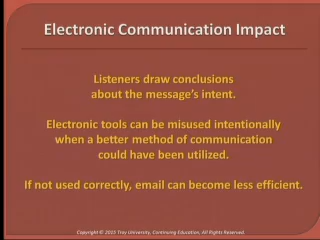 Electronic Communication Impact
Listeners draw conclusions
about the message's intent.
Electronic tools can be misused intentionally
when a better method of communication
could have been utilized.
If not used correctly, email can become less efficient.
Copyright © 2015 Troy University, Continuing Education, All Rights Reserved.